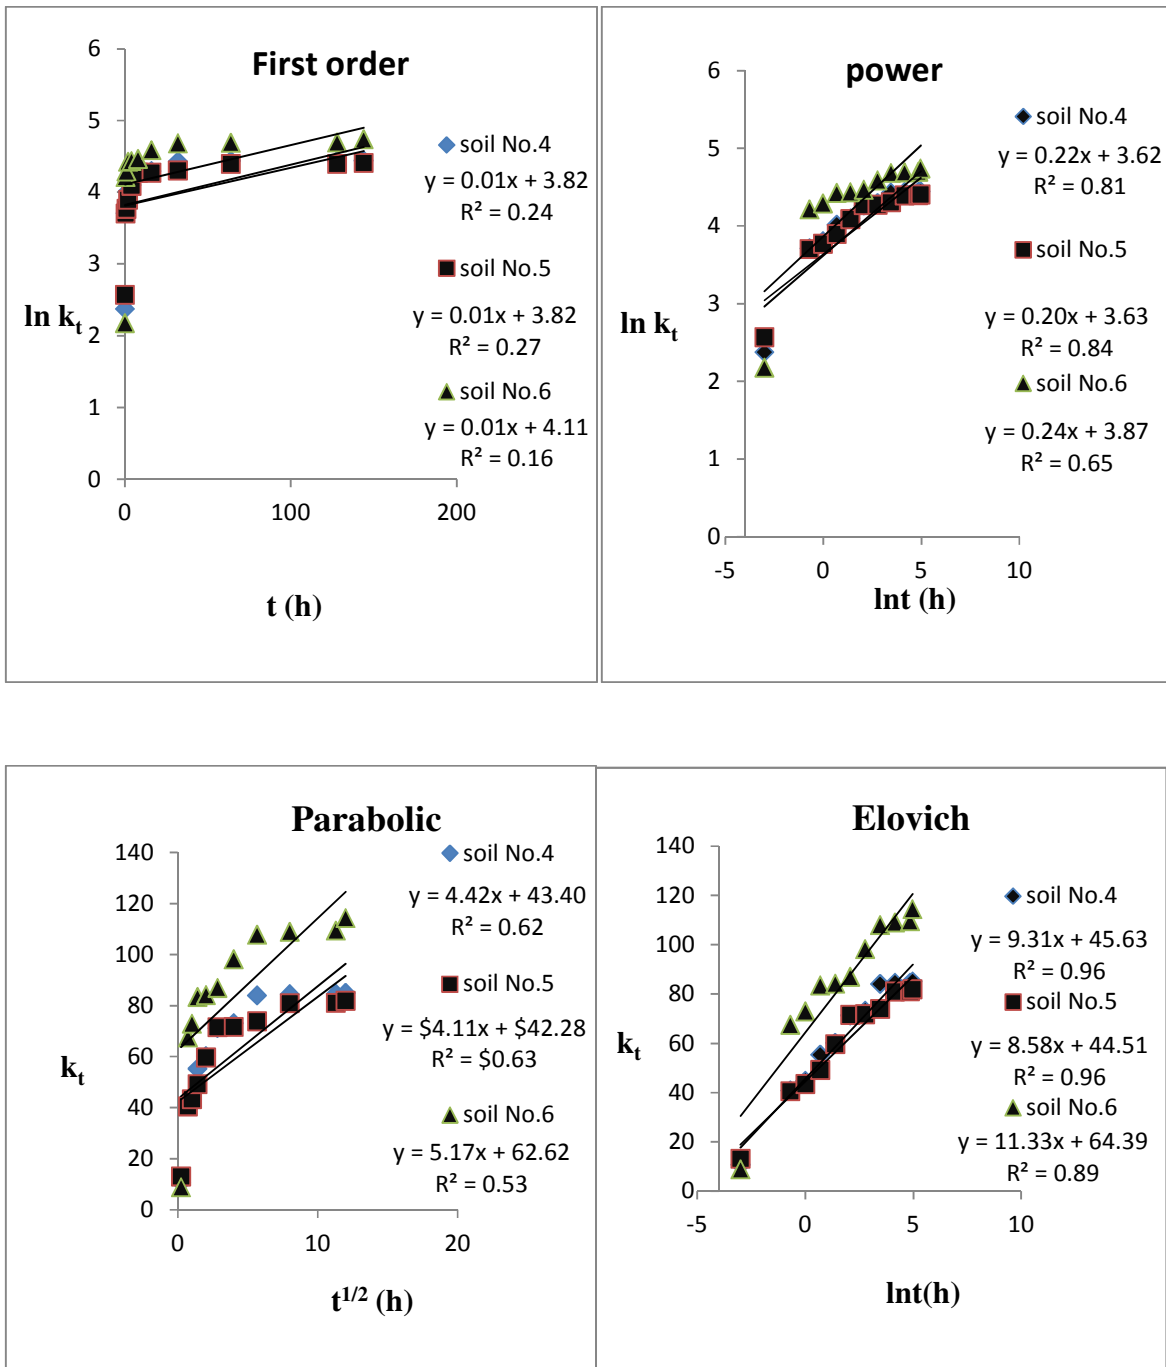 First order
6
5
4
3
2
1
0
ln kt
0
100
200
t (h)
soil No.4
y = 0.01x + 3.82
R² = 0.24
soil No.5
y = 0.01x + 3.82
R² = 0.27
soil No.6
y = 0.01x + 4.11
R² = 0.16
power
6
5
4
3
2
1
0
ln kt
-5
0
5
10
lnt (h)
soil No.4
y = 0.22x + 3.62
R² = 0.81
soil No.5
y = 0.20x + 3.63
R² = 0.84
soil No.6
y = 0.24x + 3.87
R² = 0.65
Parabolic
140
120
100
80
60
40
20
0
kt
0
10
20
t1/2 (h)
soil No.4
y = 4.42x + 43.40
R² = 0.62
soil No.5
y = $4.11x + $42.28
R² = $0.63
soil No.6
y = 5.17x + 62.62
R² = 0.53
Elovich
140
120
100
80
60
40
20
0
kt
-5
0
5
10
lnt(h)
soil No.4
y = 9.31x + 45.63
R² = 0.96
soil No.5
y = 8.58x + 44.51
R² = 0.96
soil No.6
y = 11.33x + 64.39
R² = 0.89